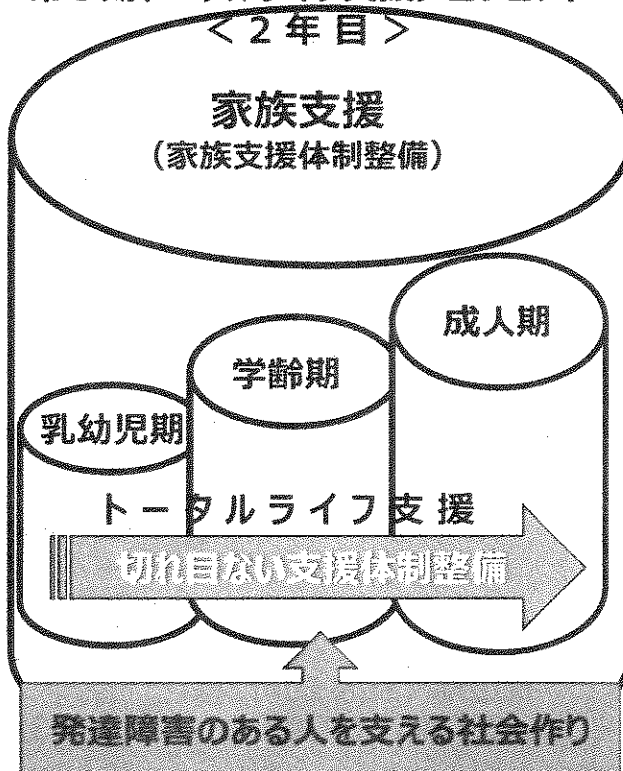 <2年目>
家族支援
(家族支援体制整備)
成人期
学齢期
乳幼児期
トータルライフ支援
切れ目ない支援体制整備
発達障害のある人を支える社会作り